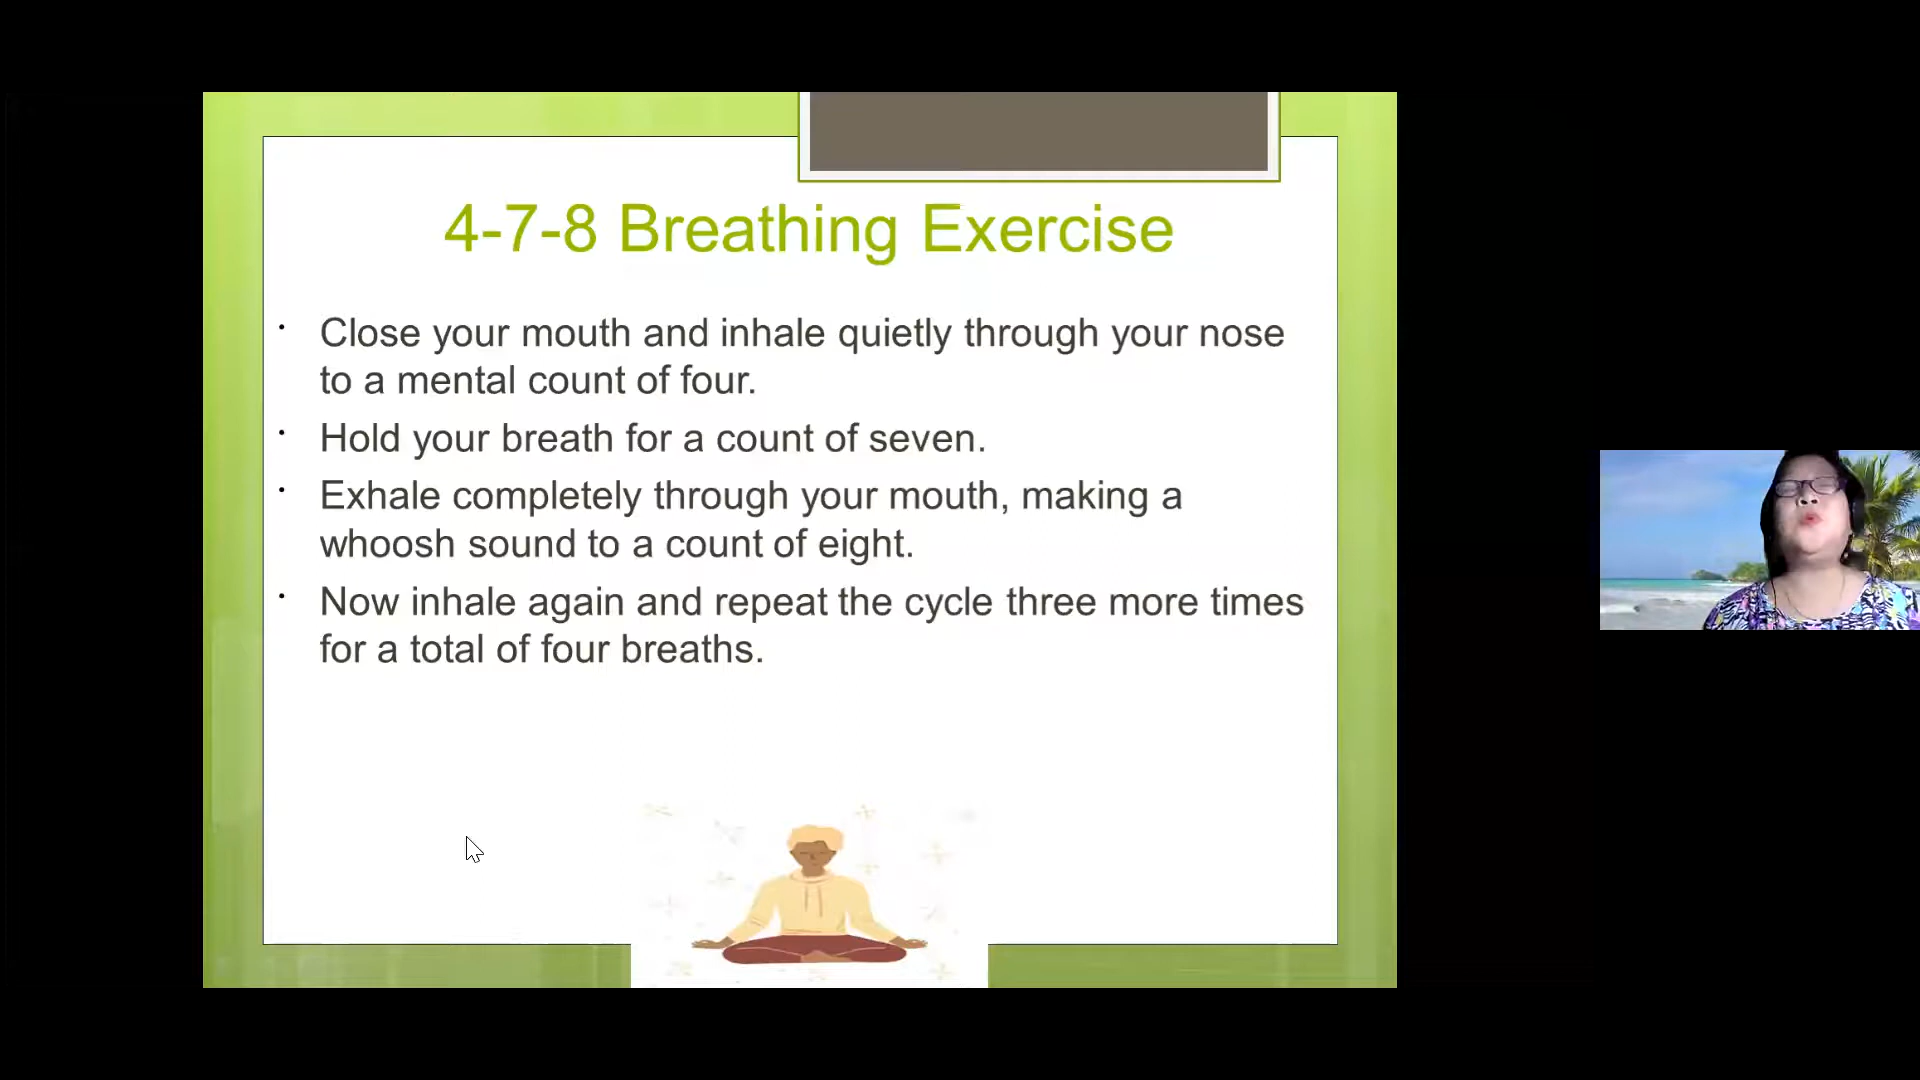 4-7-8 Breathing Exercise
· Close your mouth and inhale quietly through your nose
to a mental count of four.
· Hold your breath for a count of seven.
· Exhale completely through your mouth, making a
whoosh sound to a count of eight.
· Now inhale again and repeat the cycle three more times
for a total of four breaths.